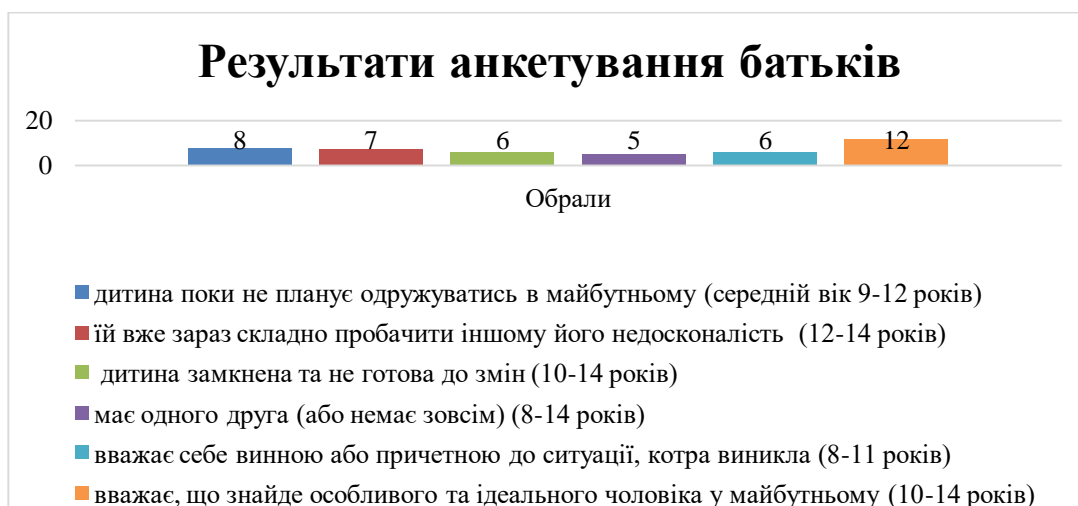 Результати анкетування батьків
20
8 7 6 5 6 12
0
Обрали
дитина поки не планує одружуватись в майбутньому (середній вік 9-12 років)
їй вже зараз складно пробачити іншому його недосконалість (12-14 років)
дитина замкнена та не готова до змін (10-14 років)
має одного друга (або немає зовсім) (8-14 років)
вважає себе винною або причетною до ситуації, котра виникла (8-11 років)
вважає, що знайде особливого та ідеального чоловіка у майбутньому (10-14 років)